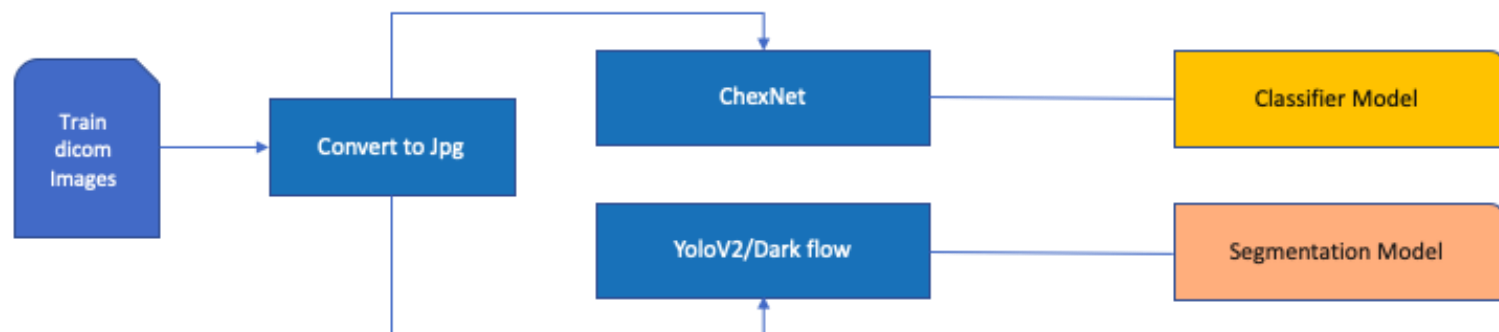 Train
dicom
Images
Convert to Jpg
ChexNet
Classifier Model
YoloV2/Dark flow
Segmentation Model